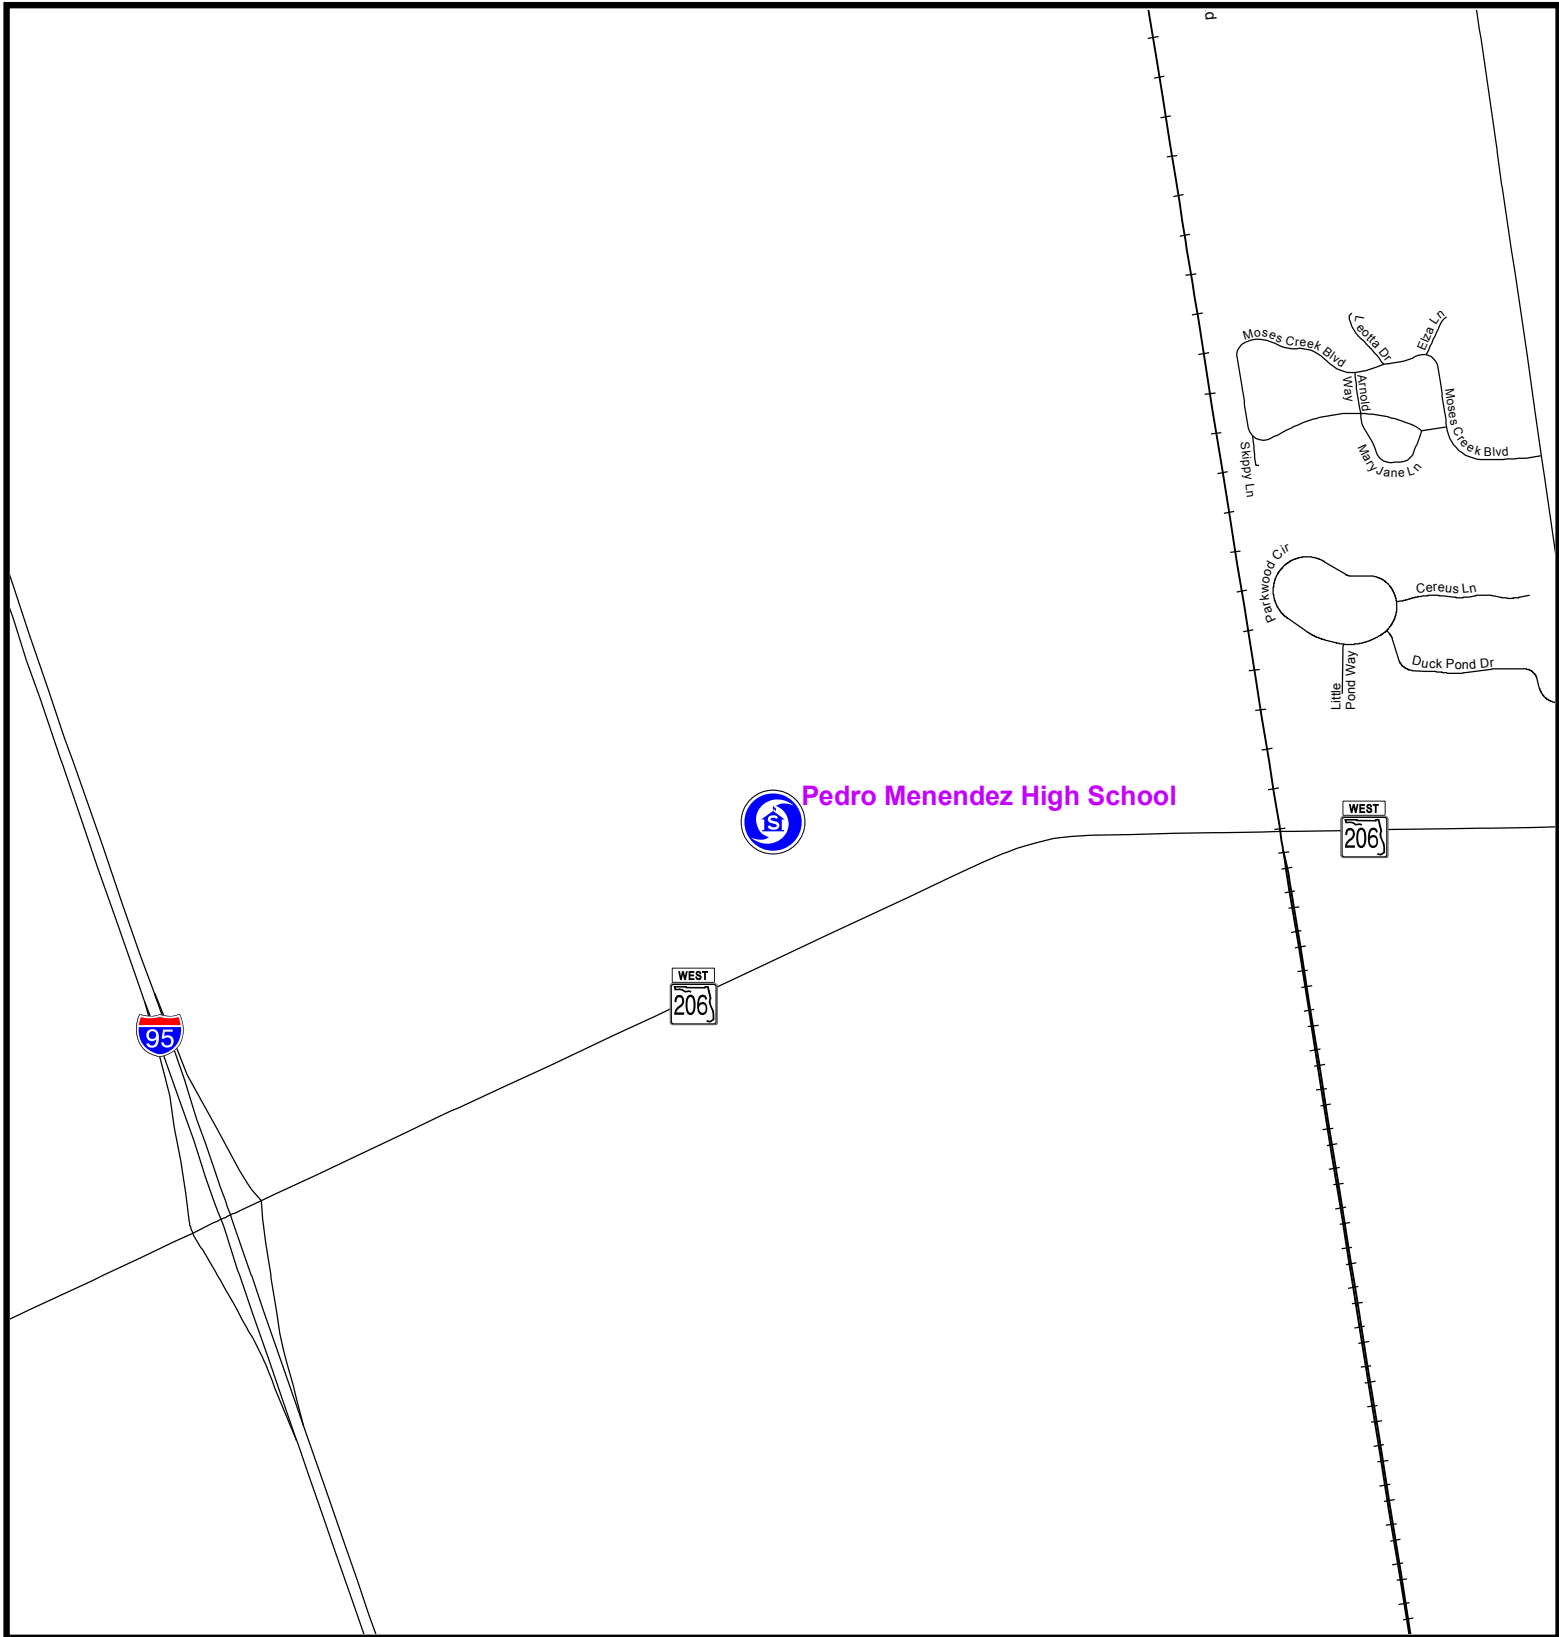 d
Moses Creek Blvd
Leotta Dr
Elza Ln
Arnold
Way
Moses Creek Blvd
Skippy Ln
Mary Jane Ln
Parkwood Cir
Cereus Ln
Duck Pond Dr
Little
Pond Way
Pedro Menendez High School
S
WEST
206
WEST
206
95